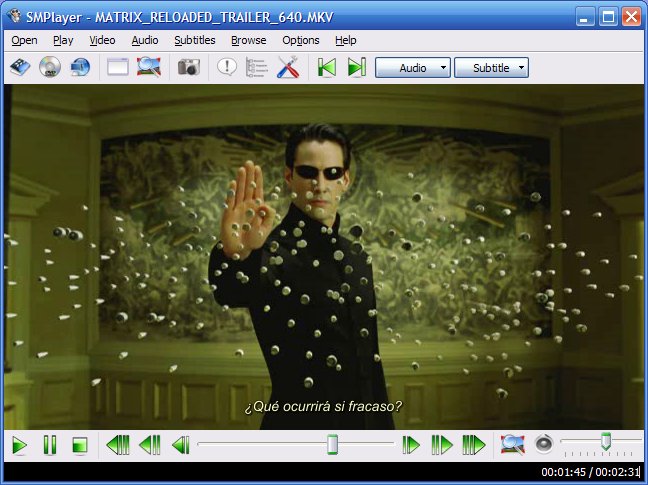 SMPlayer - MATRIX_RELOADED_TRAILER_640.MKV
Open Play Video Audio Subtitles Browse Options Help
Audio Subtitle
¿Qué ocurrirá si fracaso?
00:01:45 / 00:02:31